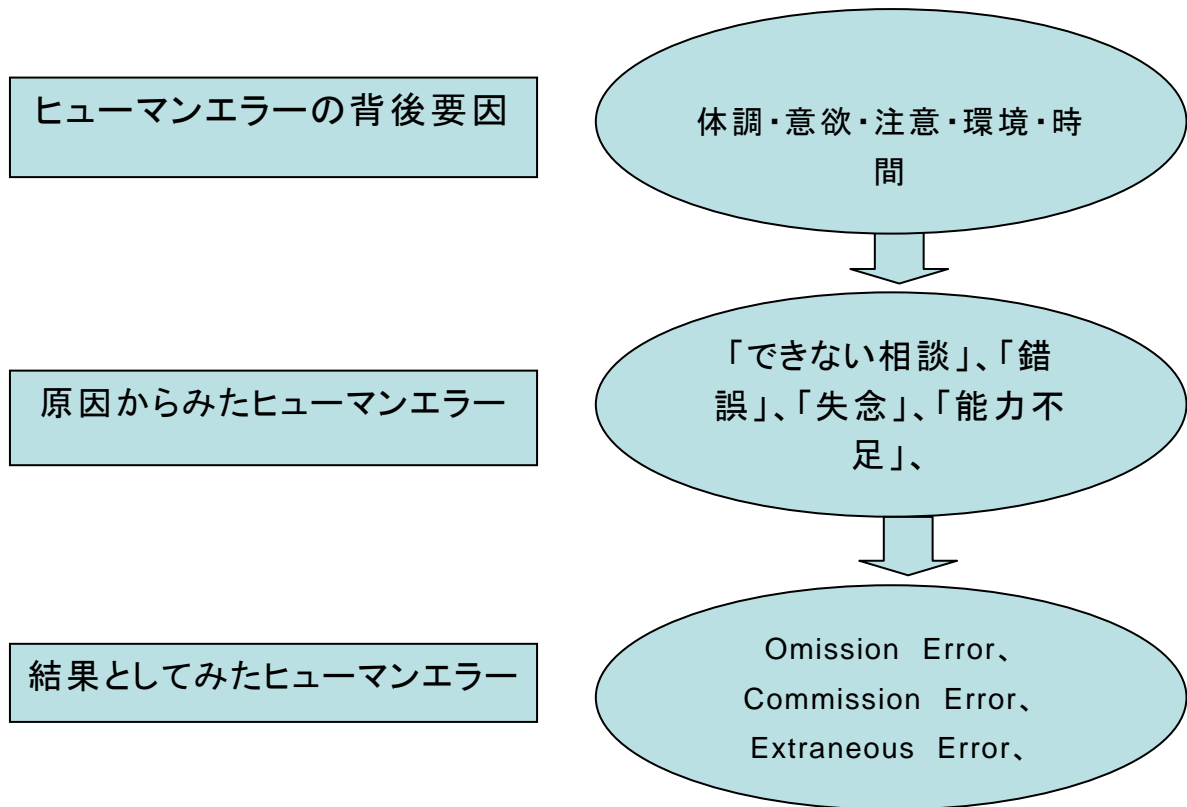 ヒューマンエラーの背後要因
体調・意欲・注意・環境・時
間
原因からみたヒューマンエラー
「できない相談」、「錯
誤」、「失念」、「能力不
足」、
結果としてみたヒューマンエラー
Omission Error、
Commission Error、
Extraneous Error、